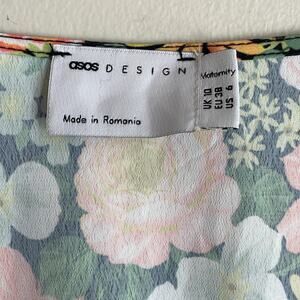 asos DESIGN
Made in Romania
Maternity
UK 10
EU 38
US 6